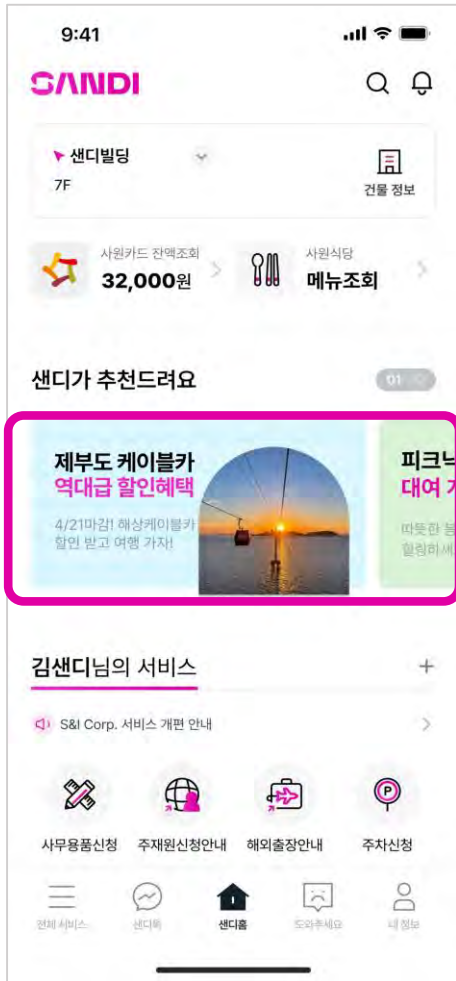 9:41
SANDI
샌디빌딩
7F
건물 정보
사원카드 잔액조회
32,000원
사원식당
메뉴조회
샌디가 추천드려요
01
제부도 케이블카
역대급 할인혜택
4/21마감! 해상케이블카
할인 받고 여행 가자!
피크닉
대여
따뜻한
김샌디님의 서비스
S&I Corp. 서비스 개편 안내
사무용품신청
주재원신청안내
해외출장안내
주차신청
전체 서비스
샌디톡
샌디홈
도와주세요
내 정보